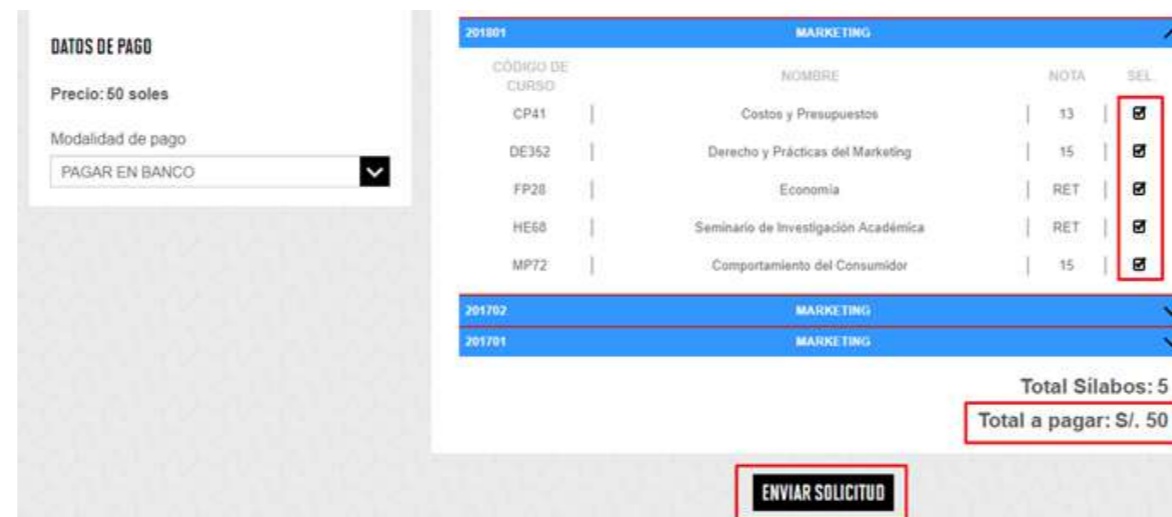 DATOS DE PAGO
Precio: 50 soles
Modalidad de pago
PAGAR EN BANCO
201801 MARKETING
CÓDIGO DE CURSO NOMBRE NOTA SEL.
CP41 | Costos y Presupuestos | 13 |
DE352 | Derecho y Prácticas del Marketing | 15 |
FP28 | Economía | RET |
HE68 | Seminario de Investigación Académica | RET |
MP72 | Comportamiento del Consumidor | 15 |
201702 MARKETING
201701 MARKETING
Total Sílabos: 5
Total a pagar: S/. 50
ENVIAR SOLICITUD